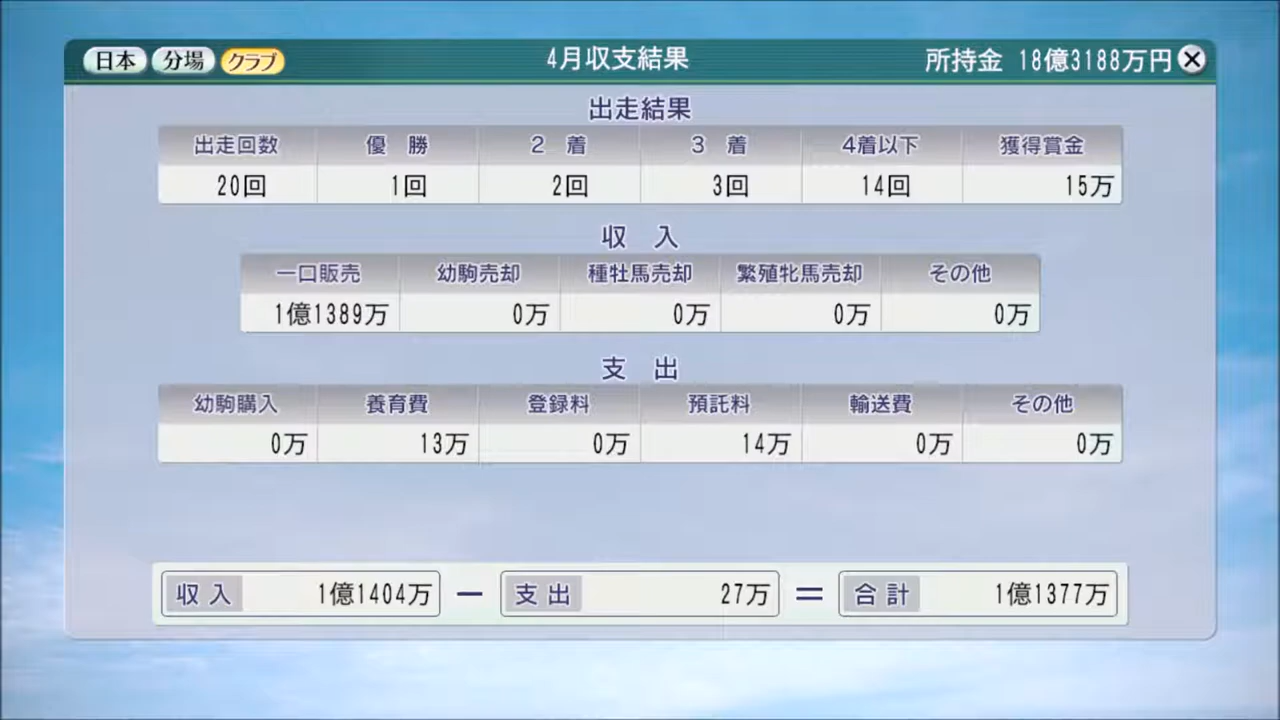 日本 分場 クラブ 4月収支結果 所持金 18億3188万円
出走結果
出走回数 優 勝 2 着 3 着 4着以下 獲得賞金
20回 1回 2回 3回 14回 15万
収 入
一口販売 幼駒売却 種牡馬売却 繁殖牝馬売却 その他
1億1389万 0万 0万 0万 0万
支 出
幼駒購入 養育費 登録料 預託料 輸送費 その他
0万 13万 0万 14万 0万 0万
収 入 1億1404万 － 支 出 27万 ＝ 合 計 1億1377万